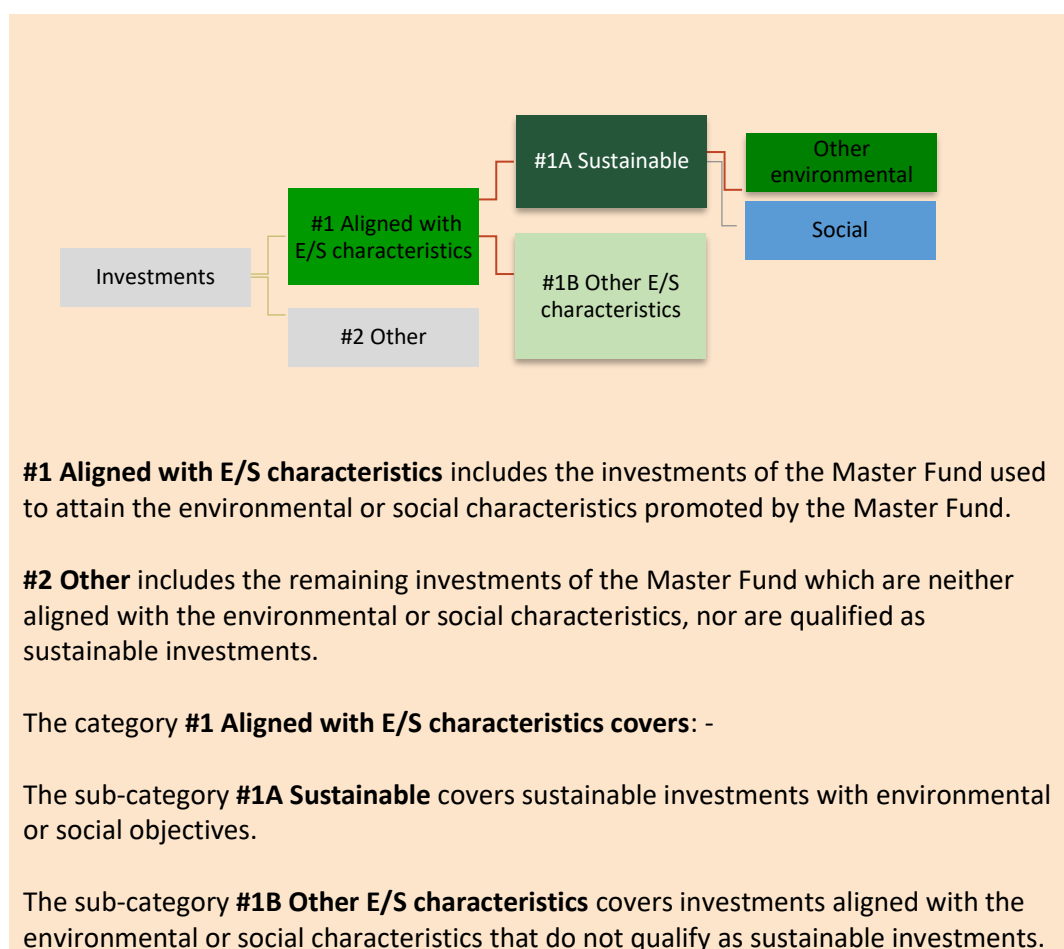 Investments
#1 Aligned with
E/S characteristics
#2 Other
#1A Sustainable
#1B Other E/S
characteristics
Other
environmental
Social
#1 Aligned with E/S characteristics includes the investments of the Master Fund used
to attain the environmental or social characteristics promoted by the Master Fund.
#2 Other includes the remaining investments of the Master Fund which are neither
aligned with the environmental or social characteristics, nor are qualified as
sustainable investments.
The category #1 Aligned with E/S characteristics covers: -
The sub-category #1A Sustainable covers sustainable investments with environmental
or social objectives.
The sub-category #1B Other E/S characteristics covers investments aligned with the
environmental or social characteristics that do not qualify as sustainable investments.